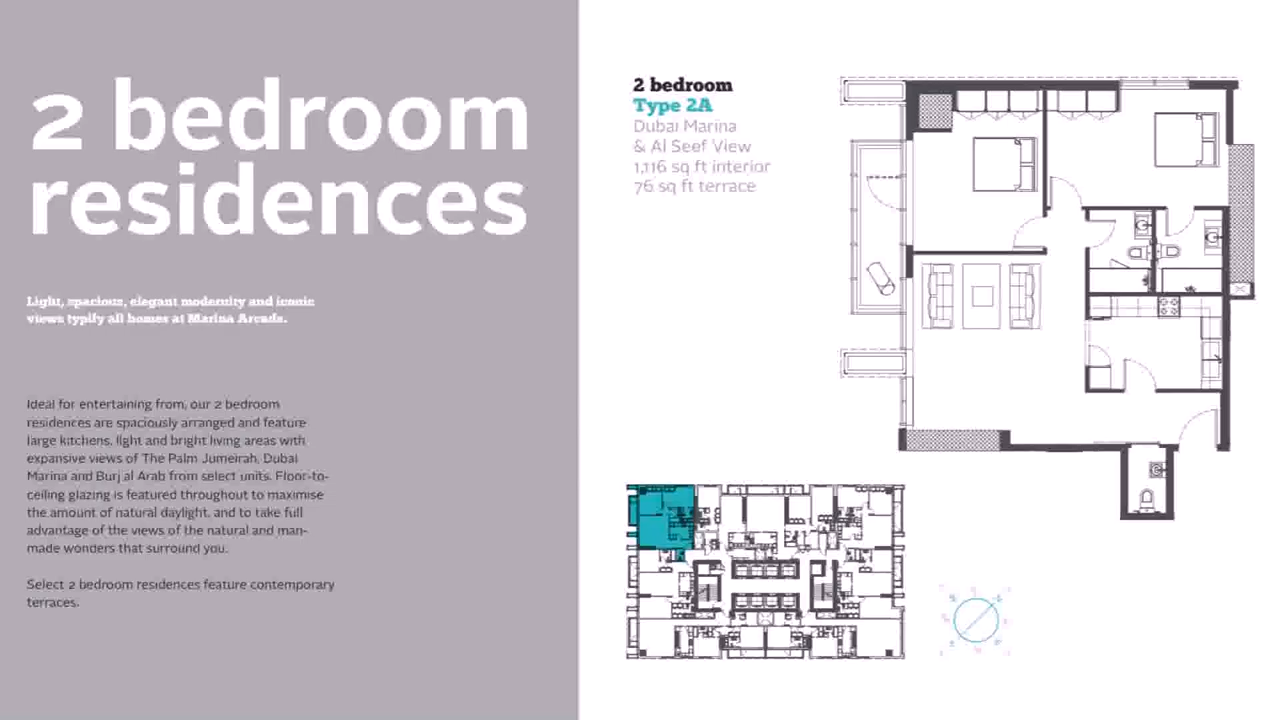 2 bedroom
residences
Light, spacious, elegant modernity and iconic
views typify all homes at Marina Arcade.
Ideal for entertaining from, our 2 bedroom
residences are spaciously arranged and feature
large kitchens, light and bright living areas with
expansive views of The Palm Jumeirah, Dubai
Marina and Burj al Arab from select units. Floor-to-
ceiling glazing is featured throughout to maximise
the amount of natural daylight, and to take full
advantage of the views of the natural and man-
made wonders that surround you.
Select 2 bedroom residences feature contemporary
terraces.
2 bedroom
Type 2A
Dubai Marina
& Al Seef View
1,116 sq ft interior
76 sq ft terrace